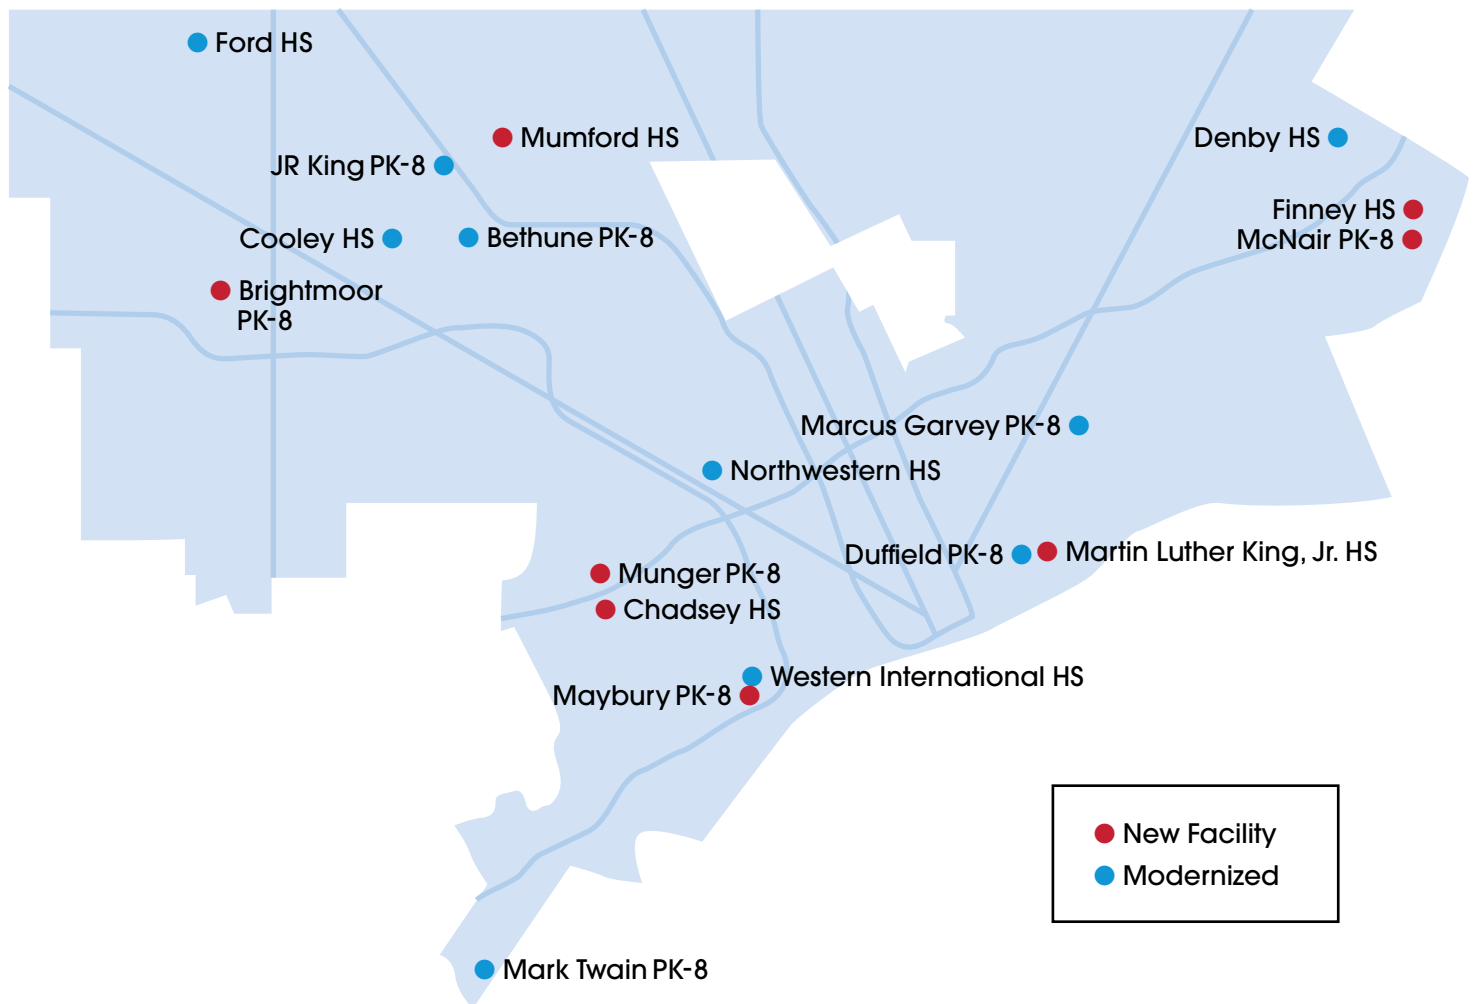 Ford HS
Mumford HS
Denby HS
JR King PK-8
Finney HS
McNair PK-8
Cooley HS
Bethune PK-8
Brightmoor
PK-8
Marcus Garvey PK-8
Northwestern HS
Duffield PK-8
Martin Luther King, Jr. HS
Munger PK-8
Chadsey HS
Western International HS
Maybury PK-8
New Facility
Modernized
Mark Twain PK-8